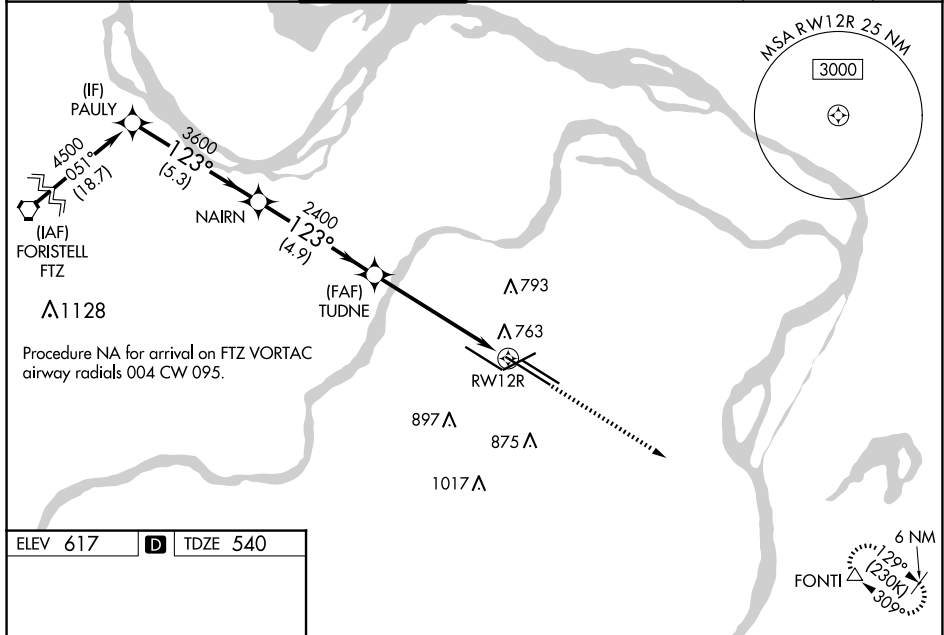 MSA RW12R 25 NM
3000
(IF)
PAULY
4500
051°
(18.7)
3600
123°
(5.3)
NAIRN
2400
123°
(4.9)
(IAF)
FORISTELL
FTZ
(FAF)
TUDNE
1128
793
763
RW12R
Procedure NA for arrival on FTZ VORTAC
airway radials 004 CW 095.
897
875
1017
ELEV 617 D TDZE 540
6 NM
FONTI
129°
(230K)
309°